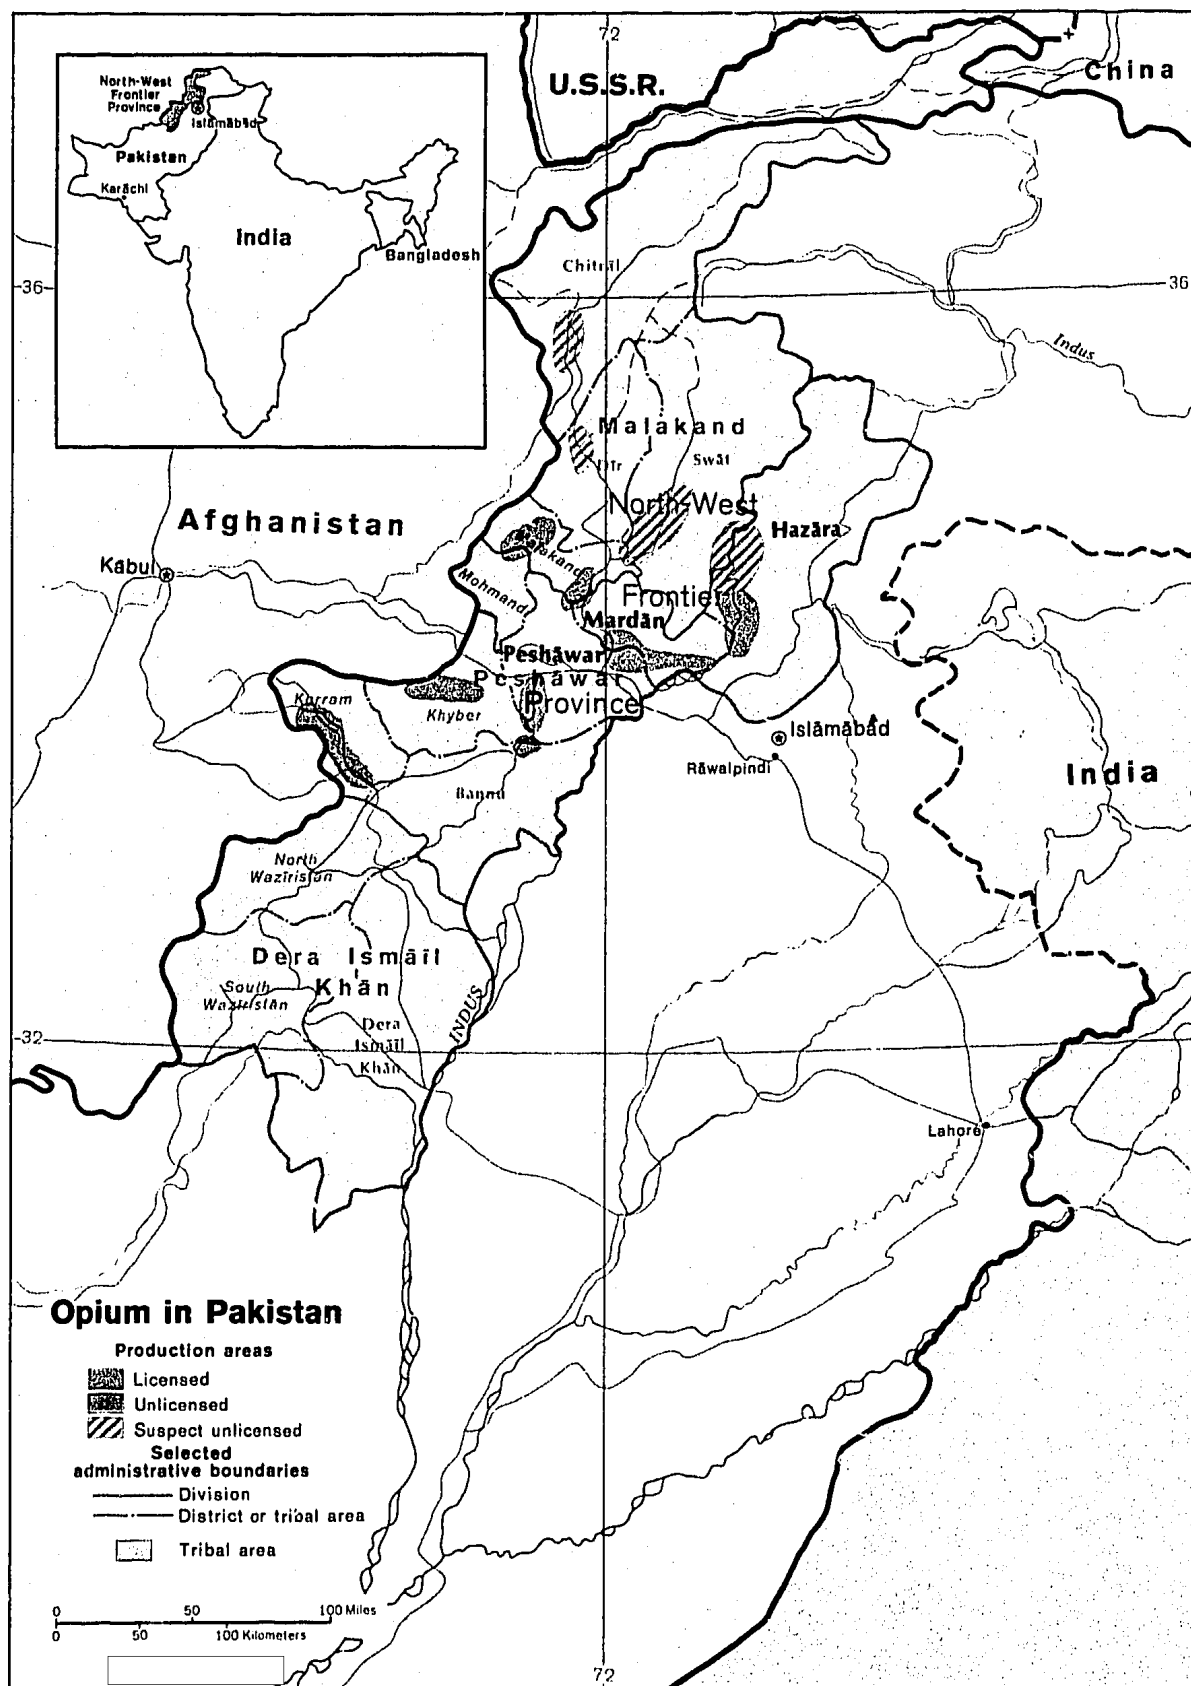 72
U.S.S.R.
China
North-West
Frontier
Province
Islāmābād
Pakistan
Karāchi
India
Bangladesh
36
36
Chitrāl
Indus
Malakand
Dīr
Swāt
North-West
Afghanistan
Hazāra
Kabul
Malakand
Mohmand
Frontier
Mardān
Peshāwar
Peshāwar
Province
Kurram
Khyber
Islāmābād
Rāwalpindi
India
Bannu
North
Wazīristān
Dera Ismāīl
Khān
South
Wazīristān
INDUS
Dera
Ismāīl
Khān
32
Lahore
Opium in Pakistan
Production areas
Licensed
Unlicensed
Suspect unlicensed
Selected
administrative boundaries
Division
District or tribal area
Tribal area
0 50 100 Miles
0 50 100 Kilometers
72